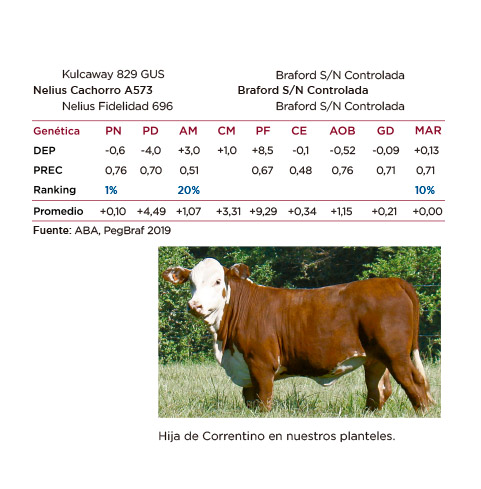 Kulcaway 829 GUS Braford S/N Controlada
Nelius Cachorro A573 Braford S/N Controlada
Nelius Fidelidad 696 Braford S/N Controlada
Genética PN PD AM CM PF CE AOB GD MAR
DEP -0,6 -4,0 +3,0 +1,0 +8,5 -0,1 -0,52 -0,09 +0,13
PREC 0,76 0,70 0,51 0,67 0,48 0,76 0,71 0,71
Ranking 1% 20% 10%
Promedio +0,10 +4,49 +1,07 +3,31 +9,29 +0,34 +1,15 +0,21 +0,00
Fuente: ABA, PegBraf 2019
Hija de Correntino en nuestros planteles.